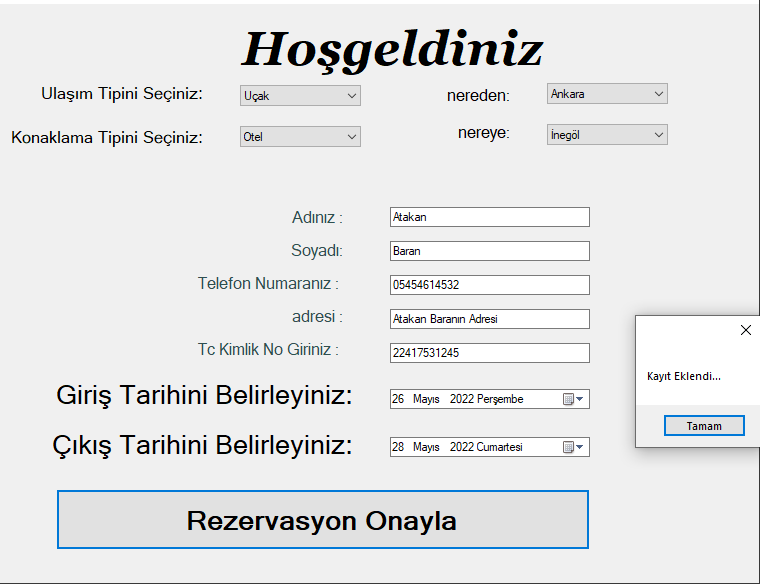 Hoşgeldiniz
Ulaşım Tipini Seçiniz: Uçak nereden: Ankara
Konaklama Tipini Seçiniz: Otel nereye: İnegöl
Adınız : Atakan
Soyadı: Baran
Telefon Numaranız : 05454614532
adresi : Atakan Baranın Adresi
Tc Kimlik No Giriniz : 22417531245
Kayıt Eklendi...
Tamam
Giriş Tarihini Belirleyiniz: 26 Mayıs 2022 Perşembe
Çıkış Tarihini Belirleyiniz: 28 Mayıs 2022 Cumartesi
Rezervasyon Onayla